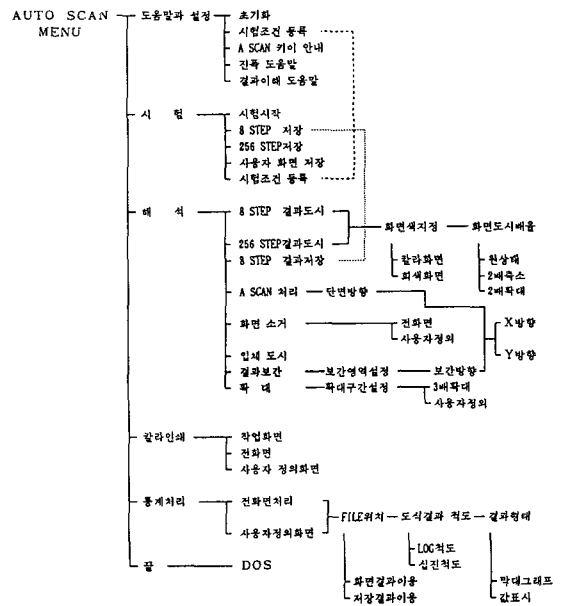 AUTO SCAN
MENU
도움말과 설정
초기화
시험조건 등록
A SCAN 키이 안내
진폭 도움말
결과이해 도움말
시 험
시험시작
8 STEP 저장
256 STEP저장
사용자 화면 저장
시험조건 등록
해 석
8 STEP 결과도시
256 STEP결과도시
8 STEP 결과저장
화면색지정
화면도시배율
칼라화면
회색화면
원상태
2배축소
2배확대
A SCAN 처리
단면방향
화면 소거
전화면
사용자정의
X방향
Y방향
입체 도시
결과보간
보간영역설정
보간방향
확 대
확대구간설정
3배확대
사용자정의
칼라인쇄
작업화면
전화면
사용자 정의화면
통계처리
전화면처리
사용자정의화면
FILE위치
도식결과 척도
결과형태
LOG척도
십진척도
화면결과이용
저장결과이용
막대그래프
값표시
끝
DOS